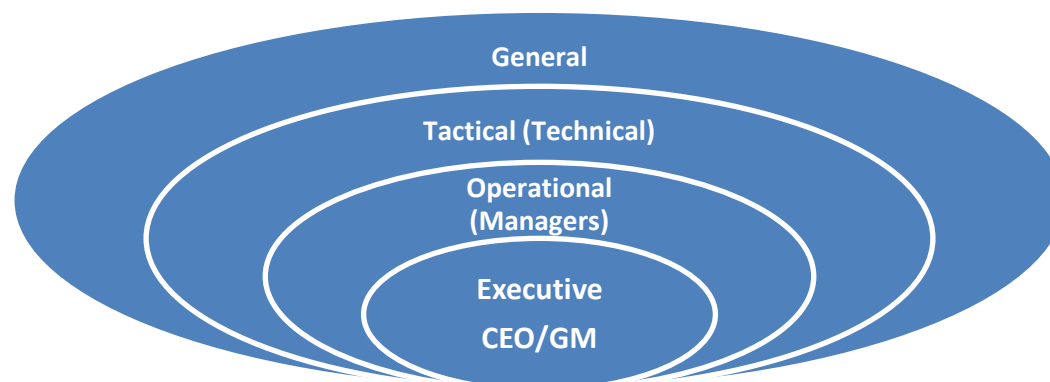 General
Tactical (Technical)
Operational
(Managers)
Executive
CEO/GM